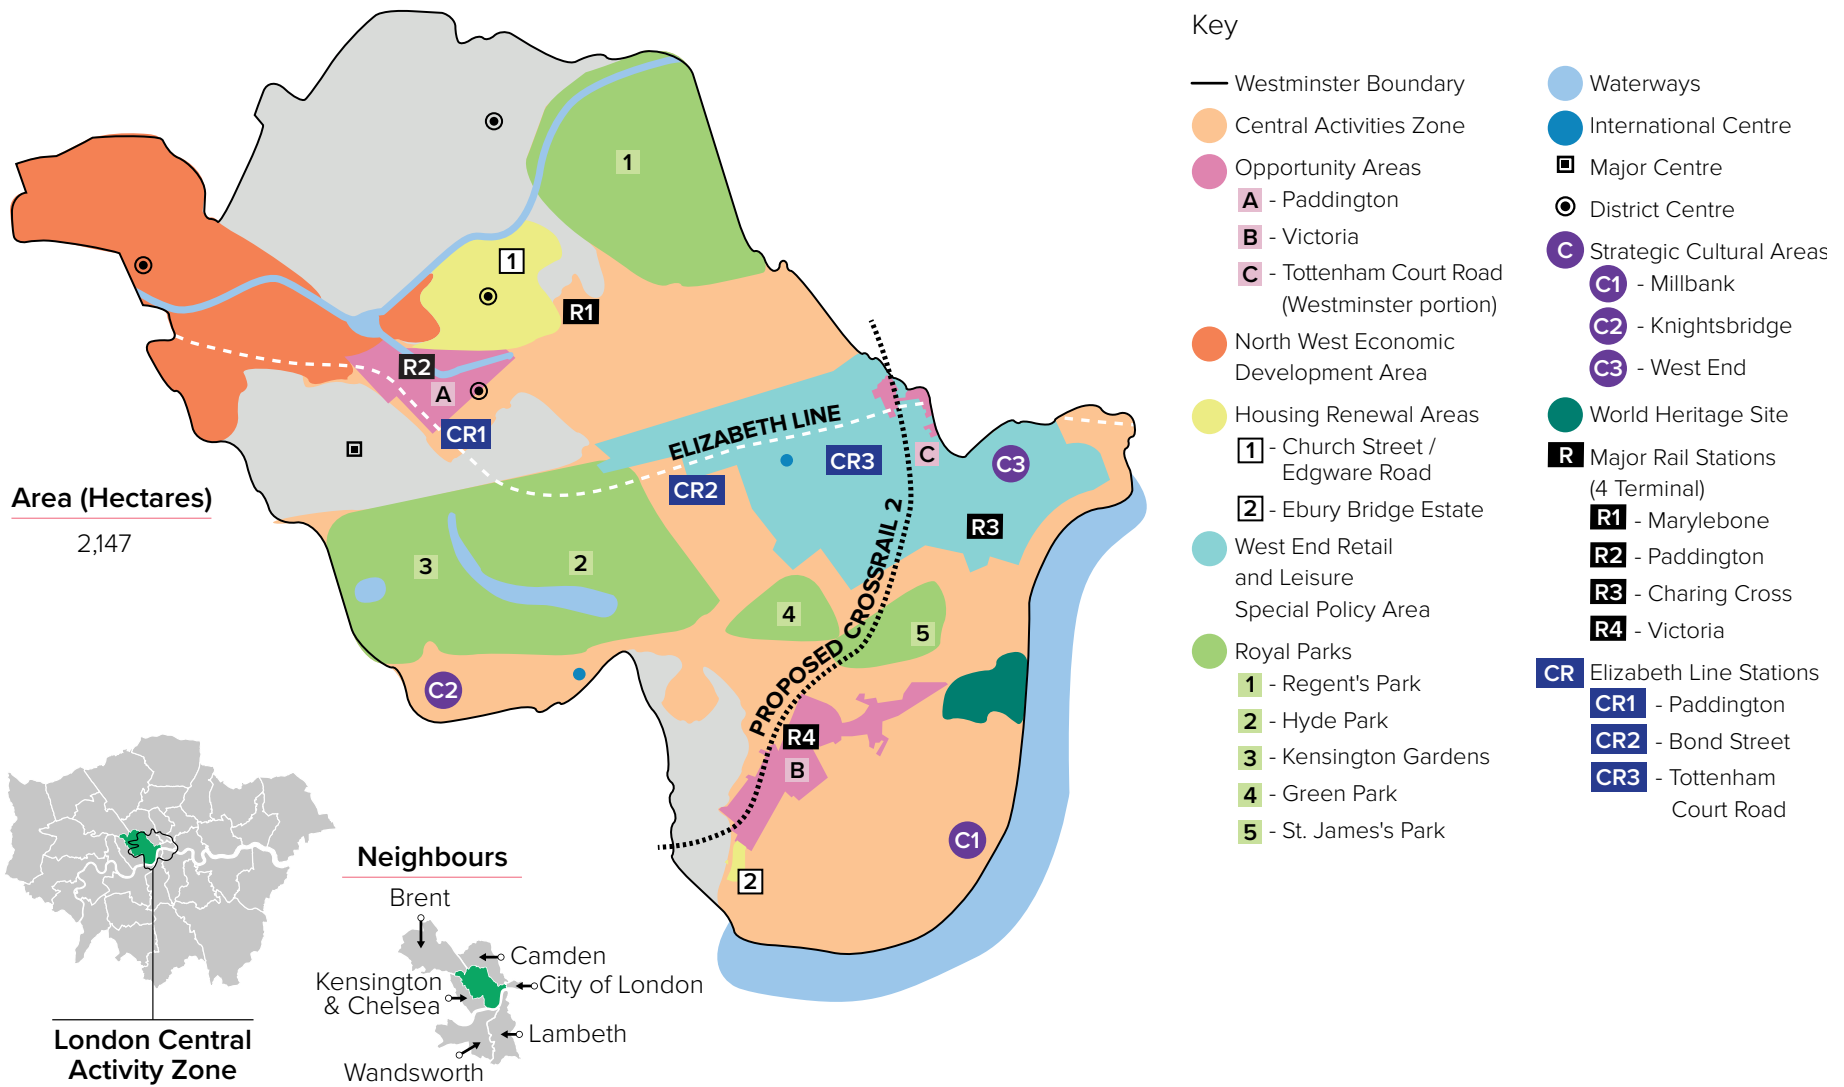 Key
Westminster Boundary
Central Activities Zone
Opportunity Areas
A - Paddington
B - Victoria
C - Tottenham Court Road
(Westminster portion)
North West Economic
Development Area
Housing Renewal Areas
1 - Church Street /
Edgware Road
2 - Ebury Bridge Estate
West End Retail
and Leisure
Special Policy Area
Royal Parks
1 - Regent's Park
2 - Hyde Park
3 - Kensington Gardens
4 - Green Park
5 - St. James's Park
Waterways
International Centre
Major Centre
District Centre
C Strategic Cultural Areas
C1 - Millbank
C2 - Knightsbridge
C3 - West End
World Heritage Site
R Major Rail Stations
(4 Terminal)
R1 - Marylebone
R2 - Paddington
R3 - Charing Cross
R4 - Victoria
CR Elizabeth Line Stations
CR1 - Paddington
CR2 - Bond Street
CR3 - Tottenham
Court Road
1
1
R1
R2
A
CR1
ELIZABETH LINE
CR2
CR3
C
C3
R3
3
2
4
5
PROPOSED CROSSRAIL 2
C2
R4
B
C1
2
Area (Hectares)
2,147
London Central
Activity Zone
Neighbours
Brent
Camden
Kensington
& Chelsea
City of London
Lambeth
Wandsworth